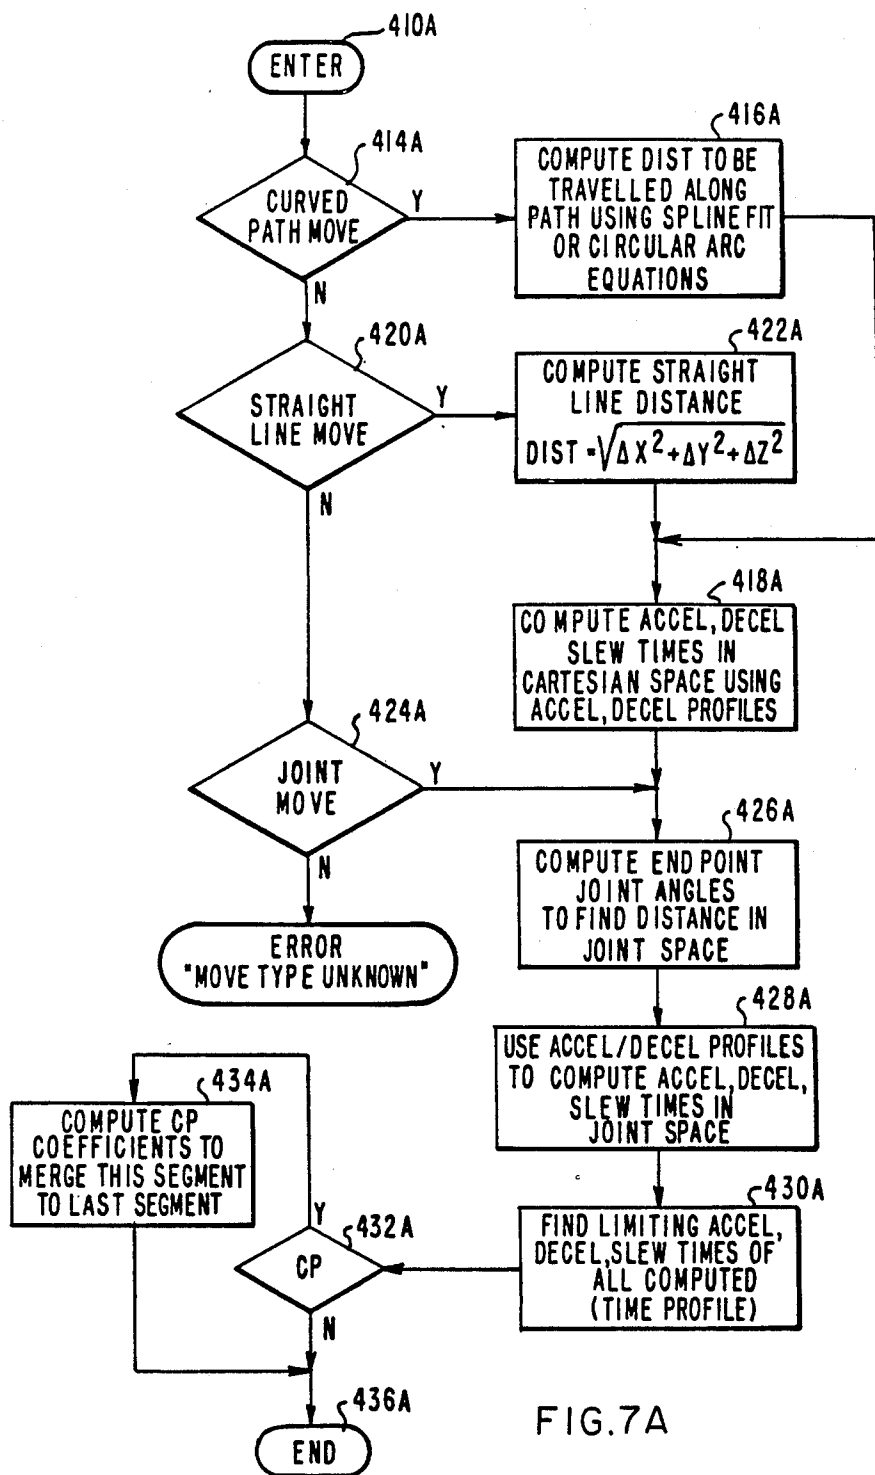 410A
ENTER
414A
CURVED
PATH MOVE
Y
N
416A
COMPUTE DIST TO BE
TRAVELLED ALONG
PATH USING SPLINE FIT
OR CIRCULAR ARC
EQUATIONS
420A
STRAIGHT
LINE MOVE
Y
N
422A
COMPUTE STRAIGHT
LINE DISTANCE
DIST = √ΔX² + ΔY² + ΔZ²
418A
COMPUTE ACCEL, DECEL
SLEW TIMES IN
CARTESIAN SPACE USING
ACCEL, DECEL PROFILES
424A
JOINT
MOVE
Y
N
ERROR
"MOVE TYPE UNKNOWN"
426A
COMPUTE END POINT
JOINT ANGLES
TO FIND DISTANCE IN
JOINT SPACE
428A
USE ACCEL/DECEL PROFILES
TO COMPUTE ACCEL, DECEL,
SLEW TIMES IN
JOINT SPACE
430A
FIND LIMITING ACCEL,
DECEL, SLEW TIMES OF
ALL COMPUTED
(TIME PROFILE)
432A
CP
Y
N
434A
COMPUTE CP
COEFFICIENTS TO
MERGE THIS SEGMENT
TO LAST SEGMENT
436A
END
FIG.7A